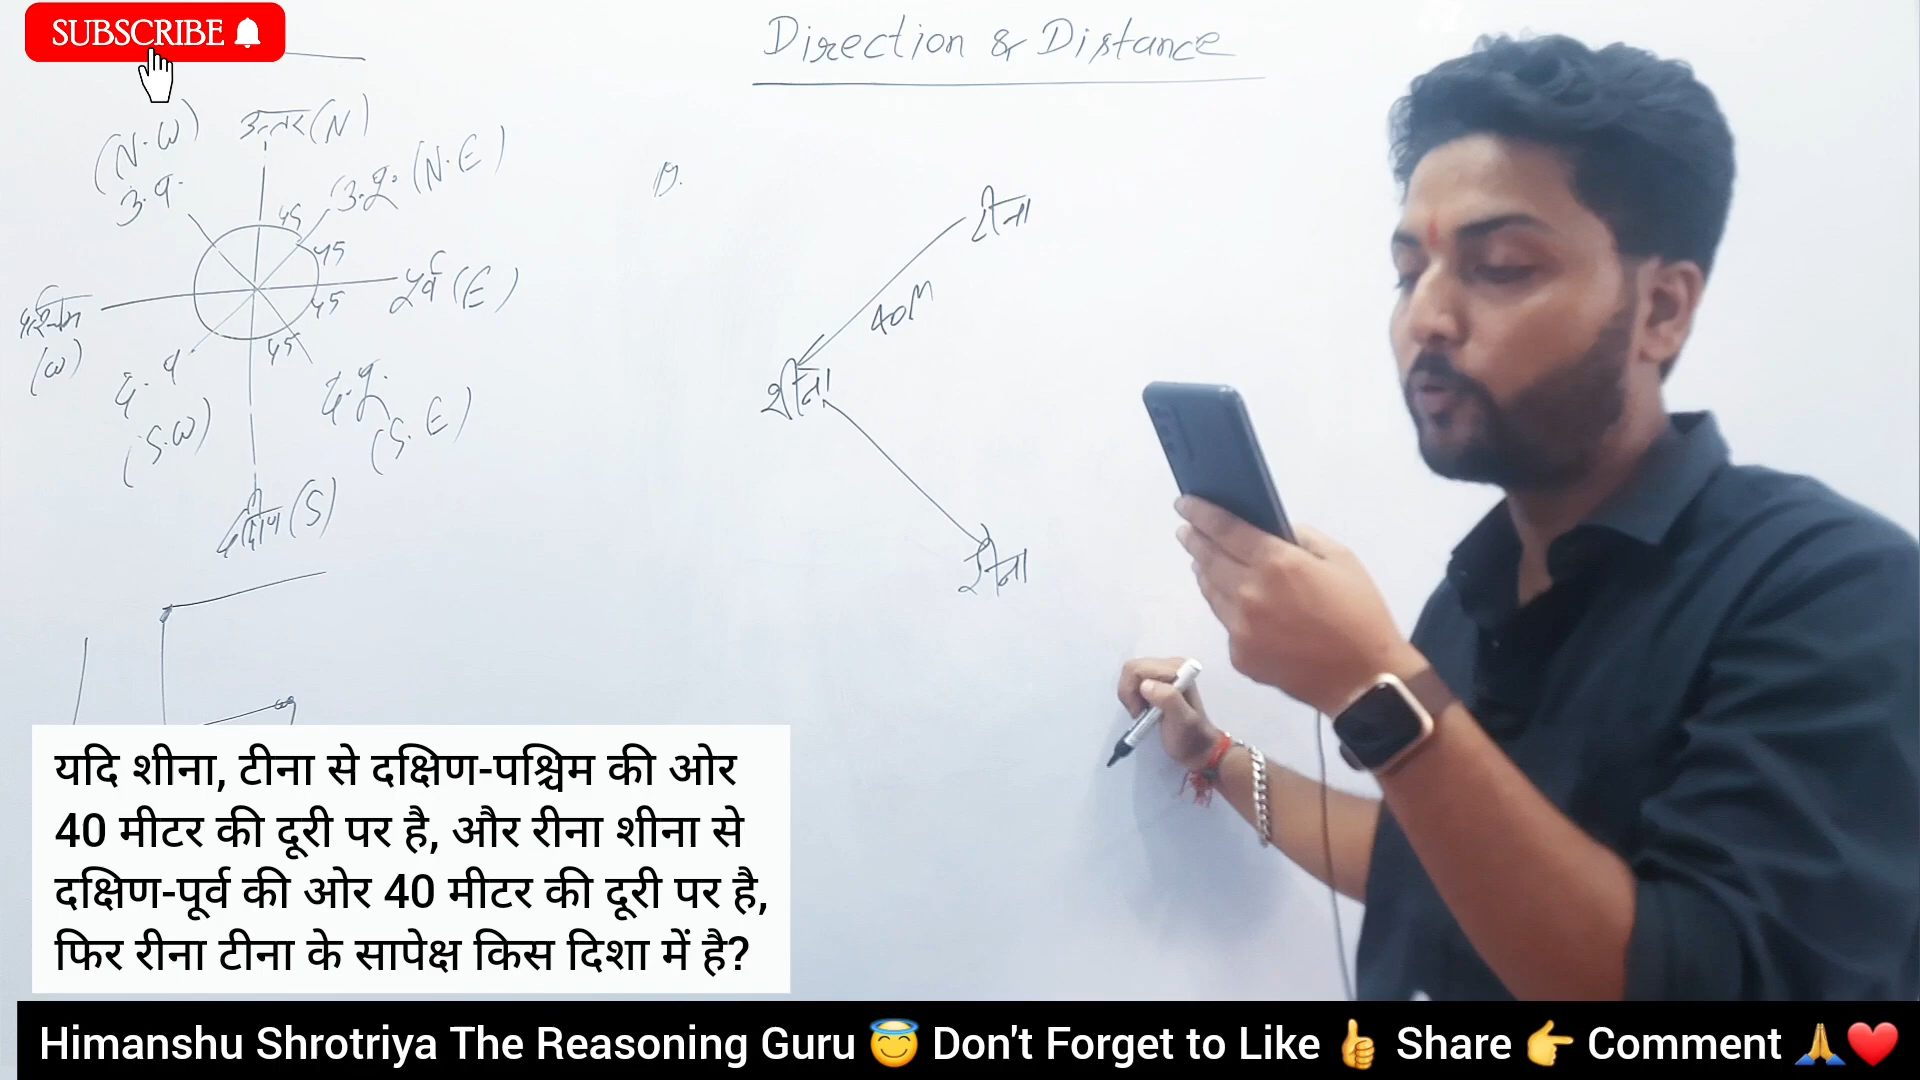 SUBSCRIBE
Direction & Distance
(N.W)
उ.प.
उत्तर (N)
उ.पू. (N.E)
45
45
45
45
पूर्व (E)
पश्चिम
(W)
द.प
(S.W)
द.पू.
(S.E)
दक्षिण (S)
टीना
40M
शीना
रीना
यदि शीना, टीना से दक्षिण-पश्चिम की ओर
40 मीटर की दूरी पर है, और रीना शीना से
दक्षिण-पूर्व की ओर 40 मीटर की दूरी पर है,
फिर रीना टीना के सापेक्ष किस दिशा में है?
Himanshu Shrotriya The Reasoning Guru 😇 Don't Forget to Like 👍 Share 👉 Comment 🙏❤️